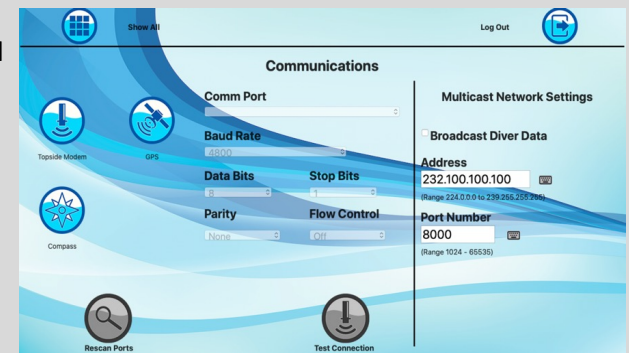 Show All
Log Out
Communications
Comm Port
Baud Rate
4800
Data Bits
Stop Bits
8
1
Parity
Flow Control
None
Off
Topside Modem
GPS
Compass
Rescan Ports
Test Connection
Multicast Network Settings
Broadcast Diver Data
Address
232.100.100.100
(Range 224.0.0.0 to 239.255.255.255)
Port Number
8000
(Range 1024 - 65535)